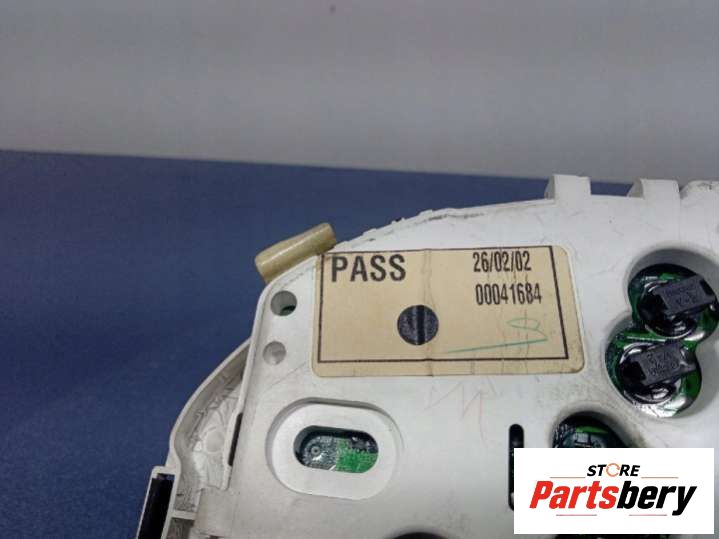 PASS
26/02/02
00041684
STORE
Partsbery